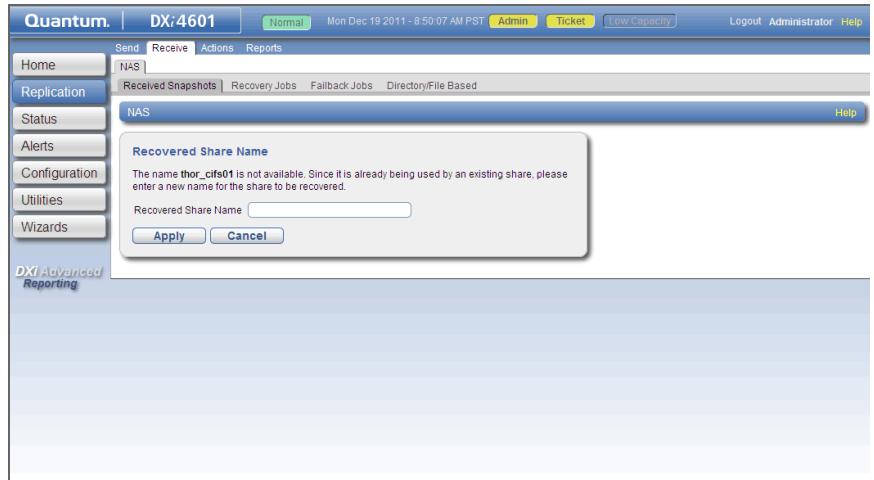 Quantum. DXi4601 Normal Mon Dec 19 2011 - 8:50:07 AM PST Admin Ticket Low Capacity Logout Administrator Help
Send Receive Actions Reports
Home
Replication
Status
Alerts
Configuration
Utilities
Wizards
DXi Advanced
Reporting
NAS
Received Snapshots Recovery Jobs Failback Jobs Directory/File Based
NAS Help
Recovered Share Name
The name thor_cifs01 is not available. Since it is already being used by an existing share, please
enter a new name for the share to be recovered.
Recovered Share Name
Apply Cancel